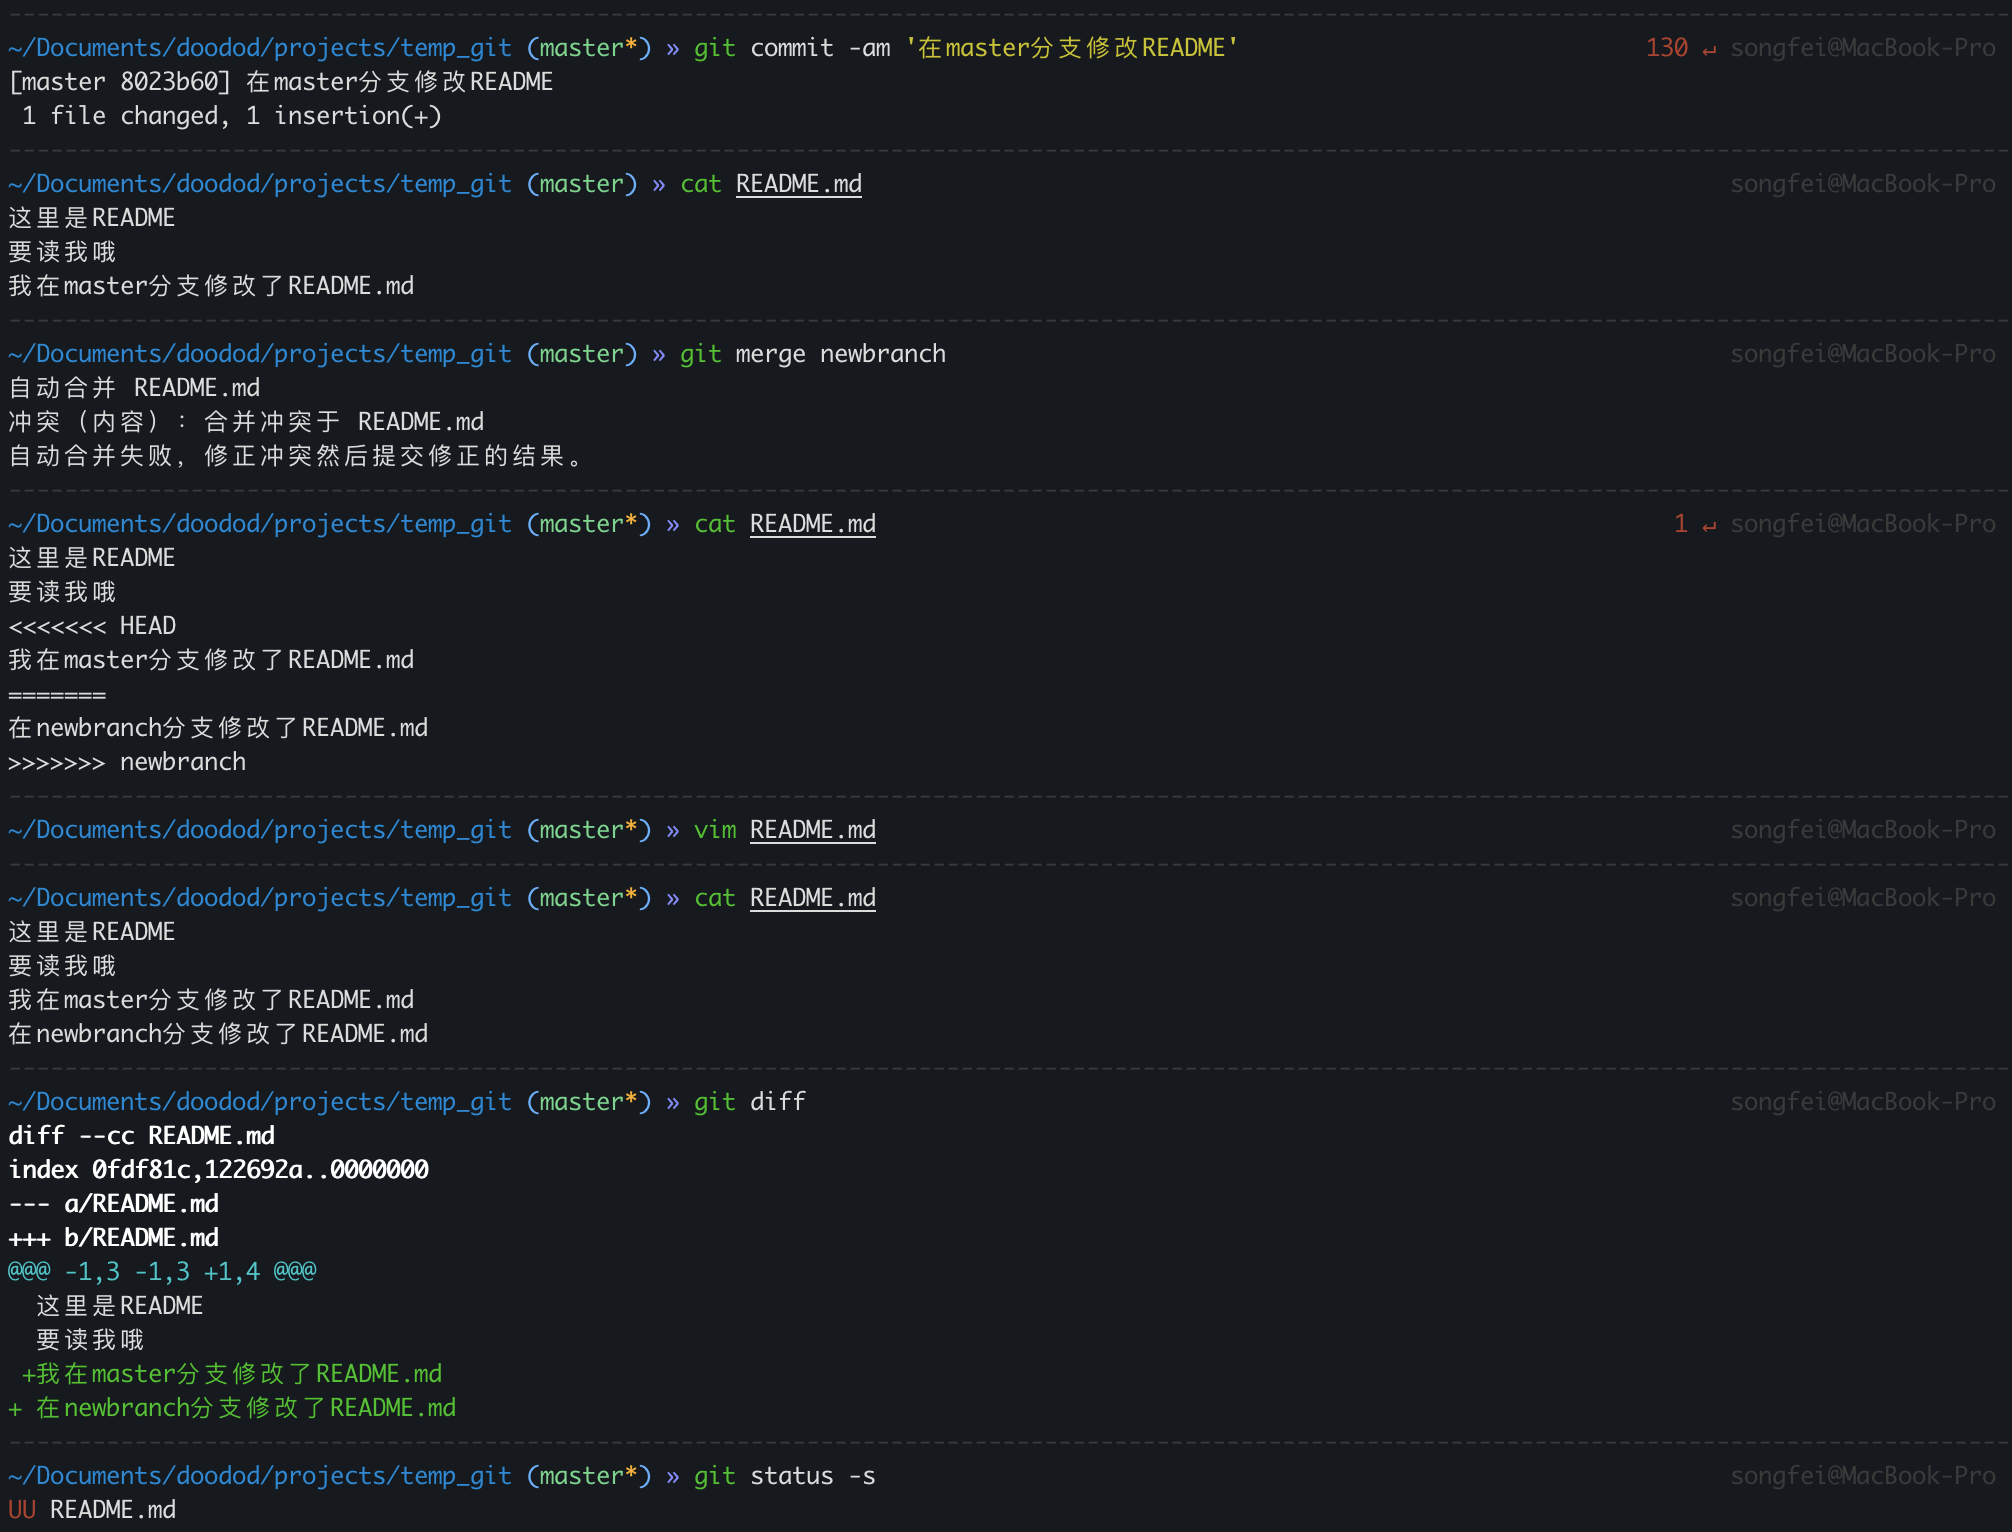 ~/Documents/doodod/projects/temp_git (master*) » git commit -am '在master分支修改README' 130 ↵ songfei@MacBook-Pro
[master 8023b60] 在master分支修改README
 1 file changed, 1 insertion(+)
~/Documents/doodod/projects/temp_git (master) » cat README.md songfei@MacBook-Pro
这里是README
要读我哦
我在master分支修改了README.md
~/Documents/doodod/projects/temp_git (master) » git merge newbranch songfei@MacBook-Pro
自动合并 README.md
冲突（内容）：合并冲突于 README.md
自动合并失败，修正冲突然后提交修正的结果。
~/Documents/doodod/projects/temp_git (master*) » cat README.md 1 ↵ songfei@MacBook-Pro
这里是README
要读我哦
<<<<<<< HEAD
我在master分支修改了README.md
=======
在newbranch分支修改了README.md
>>>>>>> newbranch
~/Documents/doodod/projects/temp_git (master*) » vim README.md songfei@MacBook-Pro
~/Documents/doodod/projects/temp_git (master*) » cat README.md songfei@MacBook-Pro
这里是README
要读我哦
我在master分支修改了README.md
在newbranch分支修改了README.md
~/Documents/doodod/projects/temp_git (master*) » git diff songfei@MacBook-Pro
diff --cc README.md
index 0fdf81c,122692a..0000000
--- a/README.md
+++ b/README.md
@@@ -1,3 -1,3 +1,4 @@@
  这里是README
  要读我哦
 +我在master分支修改了README.md
+ 在newbranch分支修改了README.md
~/Documents/doodod/projects/temp_git (master*) » git status -s songfei@MacBook-Pro
UU README.md